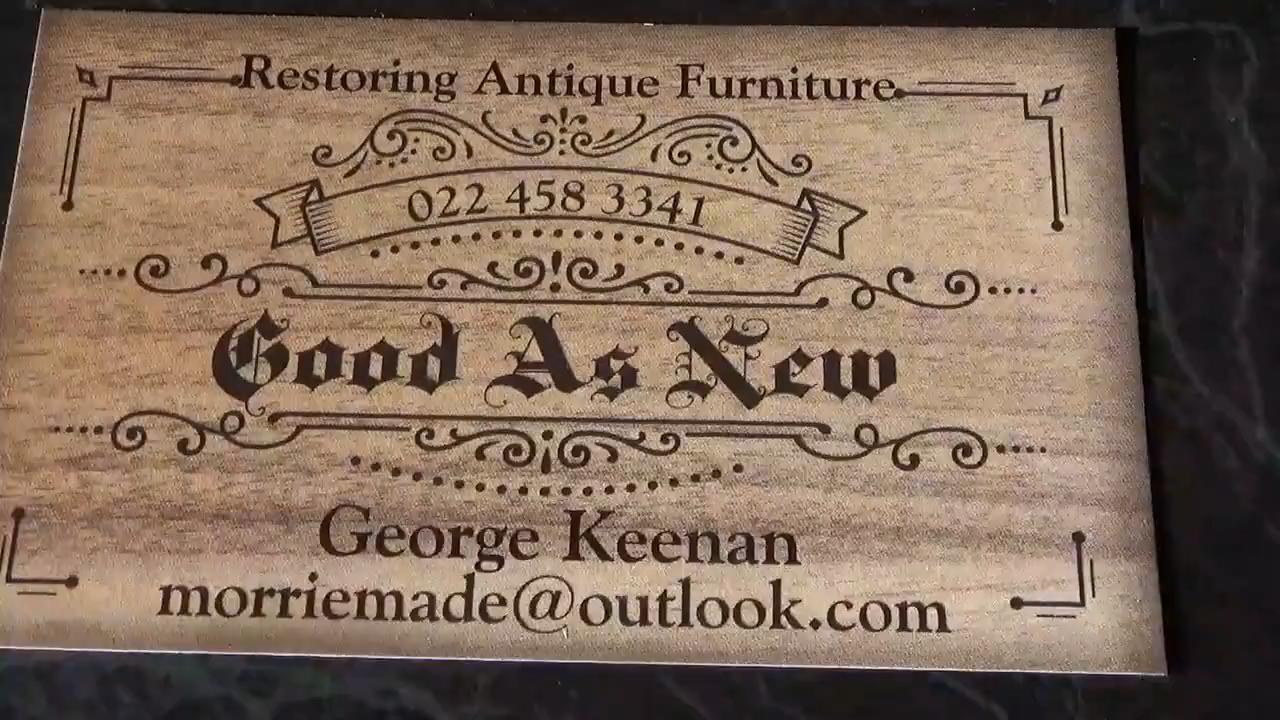 Restoring Antique Furniture
022 458 3341
Good As New
George Keenan
morriemade@outlook.com